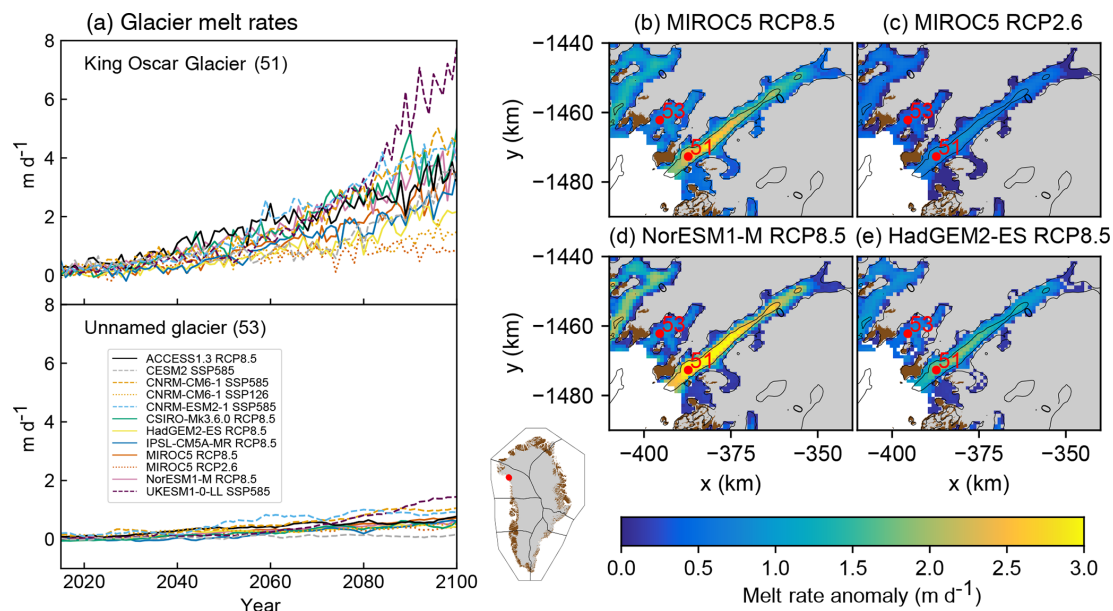 (a) Glacier melt rates
8
King Oscar Glacier (51)
6
4
2
0
m d⁻¹
8
Unnamed glacier (53)
6
4
2
0
m d⁻¹
ACCESS1.3 RCP8.5
CESM2 SSP585
CNRM-CM6-1 SSP585
CNRM-CM6-1 SSP126
CNRM-ESM2-1 SSP585
CSIRO-Mk3.6.0 RCP8.5
HadGEM2-ES RCP8.5
IPSL-CM5A-MR RCP8.5
MIROC5 RCP8.5
MIROC5 RCP2.6
NorESM1-M RCP8.5
UKESM1-0-LL SSP585
2020 2040 2060 2080 2100
Year
(b) MIROC5 RCP8.5
(c) MIROC5 RCP2.6
−1440
−1460
−1480
y (km)
53
51
53
51
(d) NorESM1-M RCP8.5
(e) HadGEM2-ES RCP8.5
−1440
−1460
−1480
y (km)
53
51
53
51
−400 −350
−400 −350
x (km)
x (km)
0.0 0.5 1.0 1.5 2.0 2.5 3.0
Melt rate anomaly (m d⁻¹)